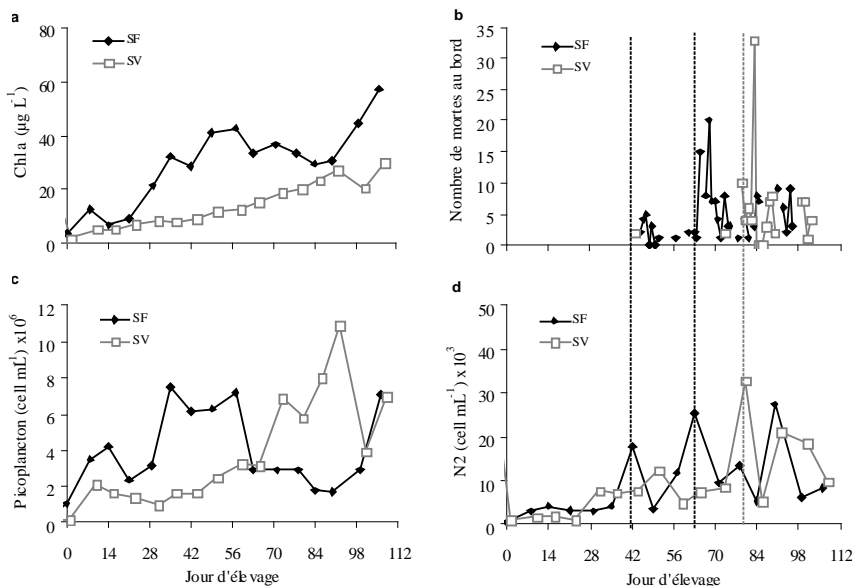 a
80
60
40
20
0
Chla (µg L⁻¹)
SF
SV
b
35
30
25
20
15
10
5
0
Nombre de mortes au bord
SF
SV
c
12
10
8
6
4
2
0
Picoplancton (cell mL⁻¹) x10⁶
SF
SV
0 14 28 42 56 70 84 98 112
Jour d'élevage
d
50
40
30
20
10
0
N2 (cell mL⁻¹) x 10³
SF
SV
0 14 28 42 56 70 84 98 112
Jour d'élevage